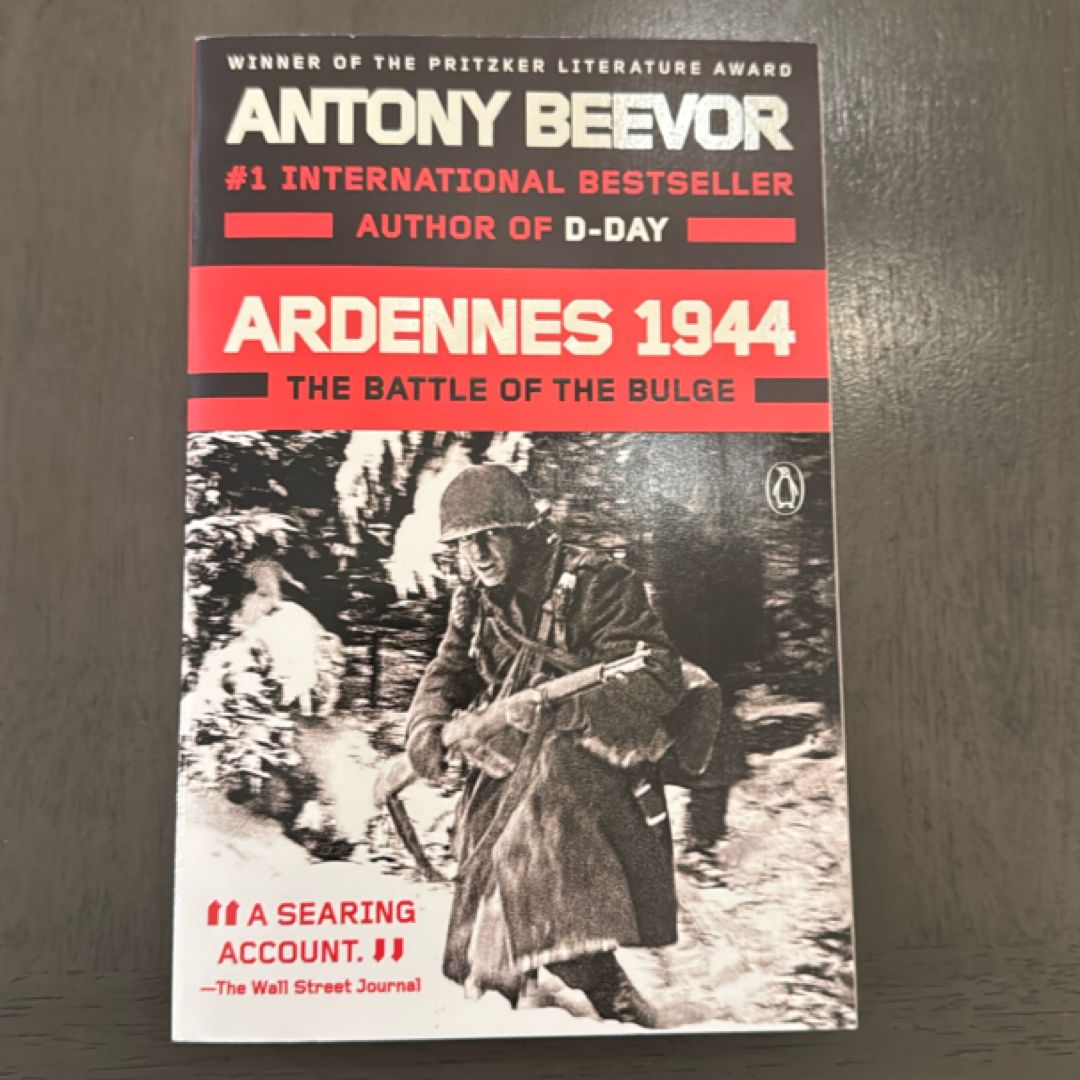 WINNER OF THE PRITZKER LITERATURE AWARD
ANTONY BEEVOR
#1 INTERNATIONAL BESTSELLER
AUTHOR OF D-DAY
ARDENNES 1944
THE BATTLE OF THE BULGE
"A SEARING
ACCOUNT."
—The Wall Street Journal